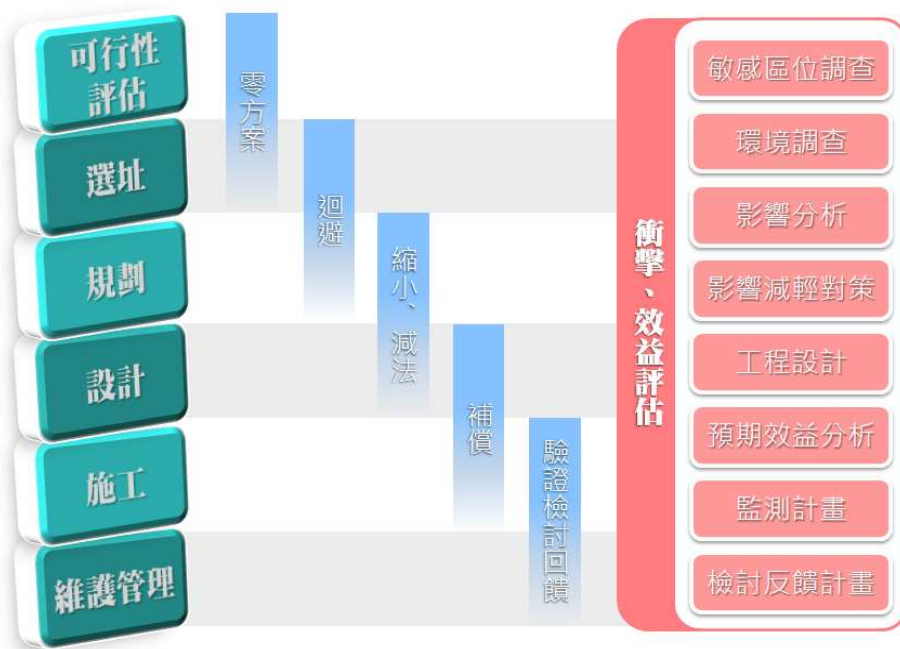 可行性
評估
選址
規劃
設計
施工
維護管理
零方案
迴避
縮小、減法
補償
驗證檢討回饋
衝擊、效益評估
敏感區位調查
環境調查
影響分析
影響減輕對策
工程設計
預期效益分析
監測計畫
檢討反饋計畫